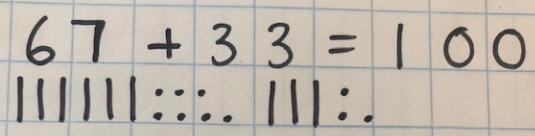 67 + 33 = 100